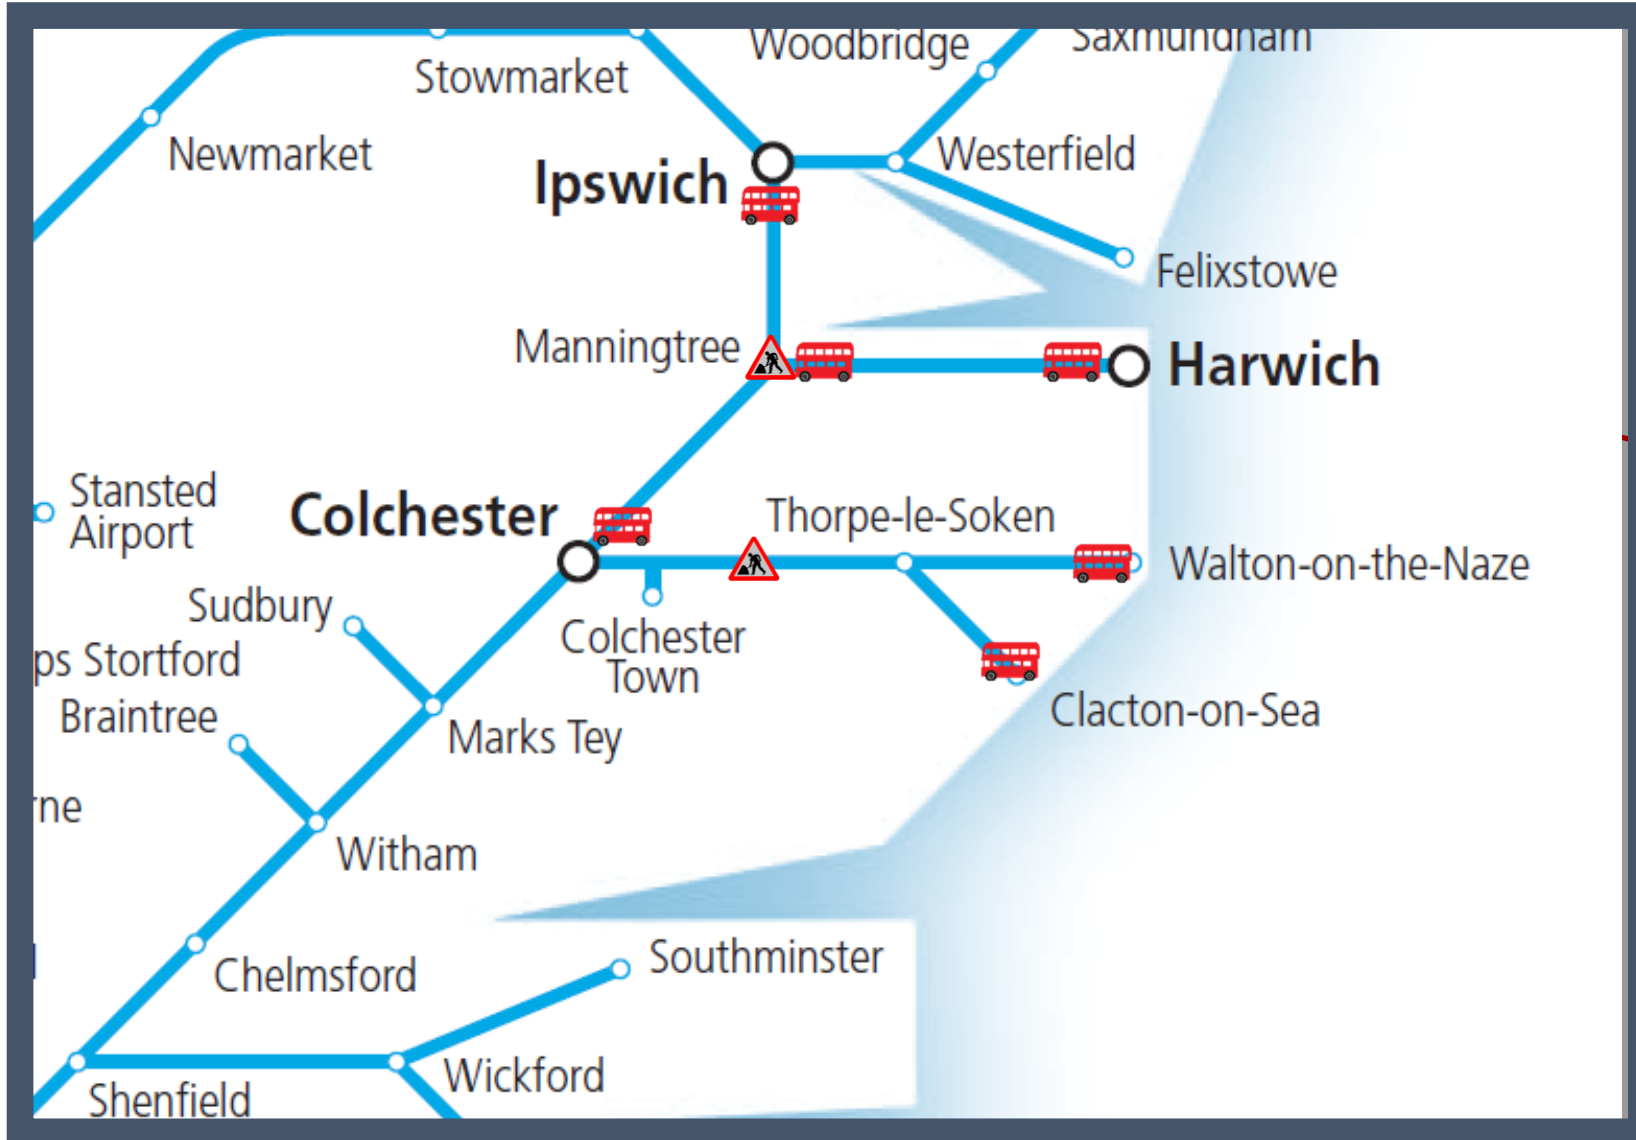 Woodbridge
Saxmundham
Stowmarket
Newmarket
Westerfield
Ipswich
Felixstowe
Manningtree
Harwich
Stansted
Airport
Colchester
Thorpe-le-Soken
Walton-on-the-Naze
Sudbury
Colchester
Town
ps Stortford
Braintree
Clacton-on-Sea
Marks Tey
rne
Witham
Southminster
Chelmsford
Wickford
Shenfield